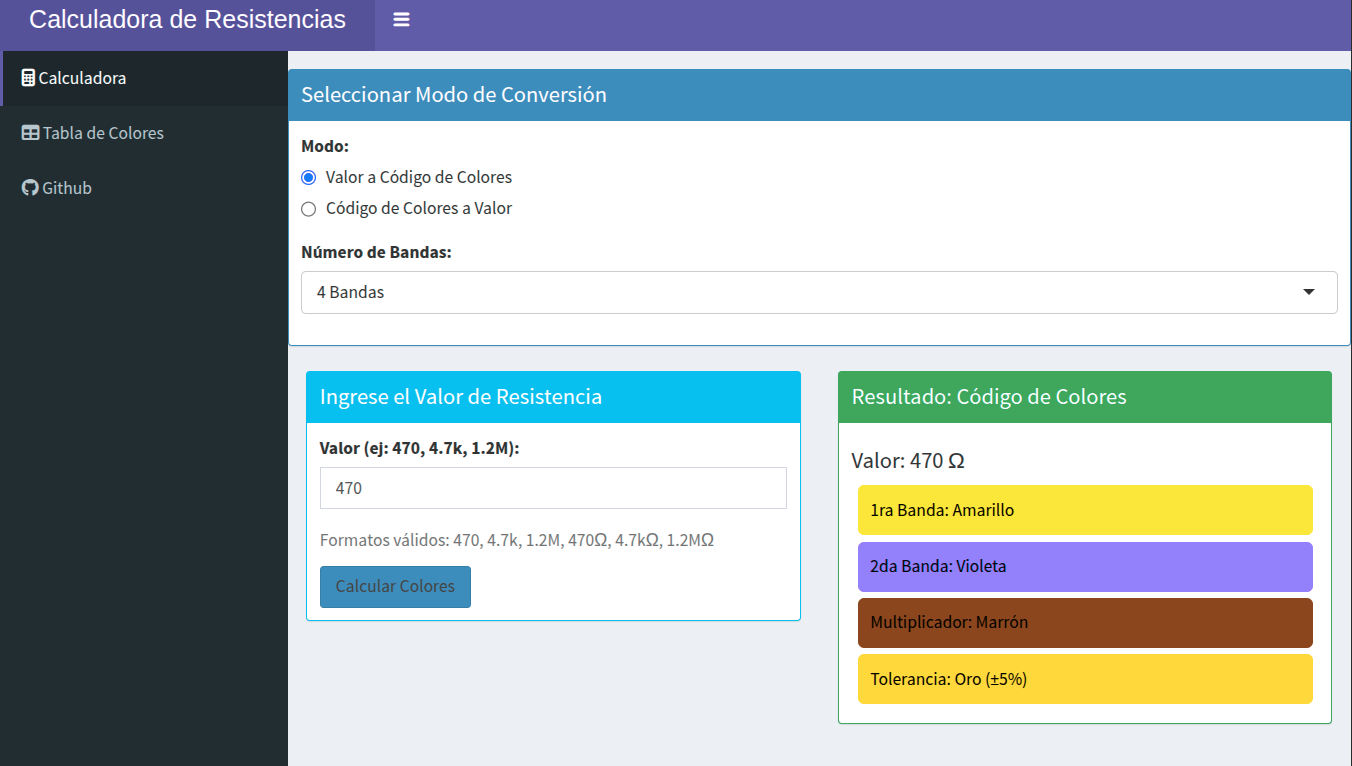 Calculadora de Resistencias
Calculadora
Tabla de Colores
Github
Seleccionar Modo de Conversión
Modo:
Valor a Código de Colores
Código de Colores a Valor
Número de Bandas:
4 Bandas
Ingrese el Valor de Resistencia
Valor (ej: 470, 4.7k, 1.2M):
470
Formatos válidos: 470, 4.7k, 1.2M, 470Ω, 4.7kΩ, 1.2MΩ
Calcular Colores
Resultado: Código de Colores
Valor: 470 Ω
1ra Banda: Amarillo
2da Banda: Violeta
Multiplicador: Marrón
Tolerancia: Oro (±5%)